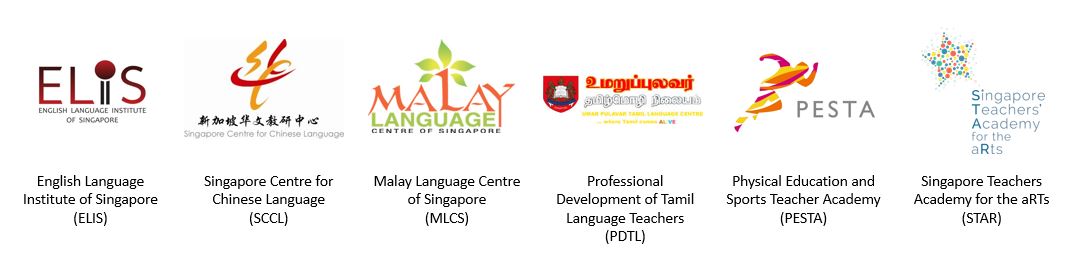 ELIS
ENGLISH LANGUAGE INSTITUTE
OF SINGAPORE
新加坡华文教研中心
Singapore Centre for Chinese Language
MALAY
LANGUAGE
CENTRE OF SINGAPORE
உமறுப்புலவர்
தமிழ்மொழி நிலையம்
UMAR PULAVAR TAMIL LANGUAGE CENTRE
... where Tamil comes ALIVE
PESTA
Singapore
Teachers'
Academy
for the
aRts
English Language
Institute of Singapore
(ELIS)
Singapore Centre for
Chinese Language
(SCCL)
Malay Language Centre
of Singapore
(MLCS)
Professional
Development of Tamil
Language Teachers
(PDTL)
Physical Education and
Sports Teacher Academy
(PESTA)
Singapore Teachers
Academy for the aRTs
(STAR)